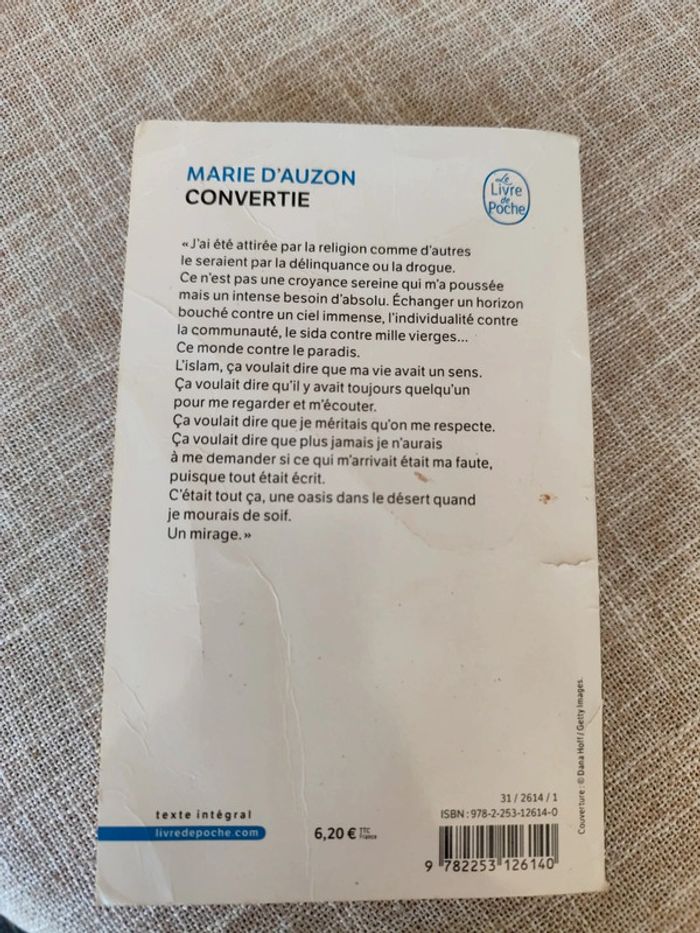 MARIE D'AUZON
CONVERTIE
Le
Livre
de
Poche
« J'ai été attirée par la religion comme d'autres
le seraient par la délinquance ou la drogue.
Ce n'est pas une croyance sereine qui m'a poussée
mais un intense besoin d'absolu. Échanger un horizon
bouché contre un ciel immense, l'individualité contre
la communauté, le sida contre mille vierges...
Ce monde contre le paradis.
L'islam, ça voulait dire que ma vie avait un sens.
Ça voulait dire qu'il y avait toujours quelqu'un
pour me regarder et m'écouter.
Ça voulait dire que je méritais qu'on me respecte.
Ça voulait dire que plus jamais je n'aurais
à me demander si ce qui m'arrivait était ma faute,
puisque tout était écrit.
C'était tout ça, une oasis dans le désert quand
je mourais de soif.
Un mirage. »
Couverture : © Dana Hoff / Getty Images.
texte intégral
livredepoche.com
6,20 € TTC
France
31 / 2614 / 1
ISBN : 978-2-253-12614-0
9 782253 126140